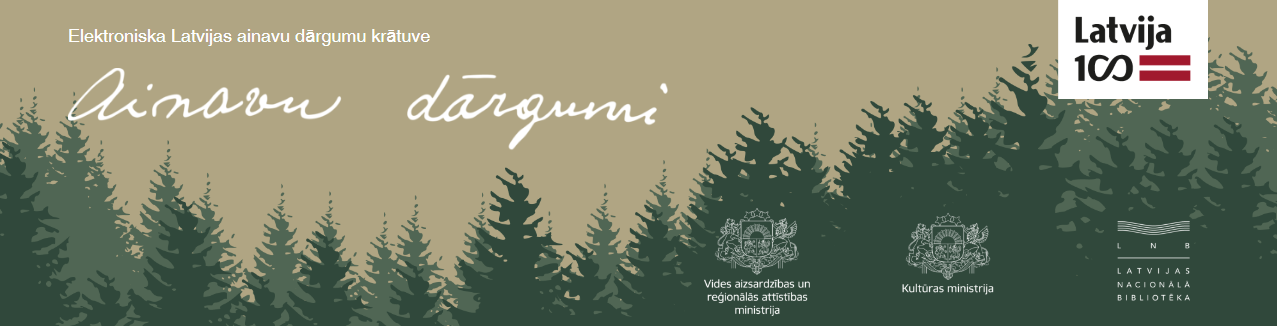 Elektroniska Latvijas ainavu dārgumu krātuve
Ainavu dārgumi
Latvija
100
Vides aizsardzības un
reģionālās attīstības
ministrija
Kultūras ministrija
L N B
LATVIJAS
NACIONĀLĀ
BIBLIOTĒKA